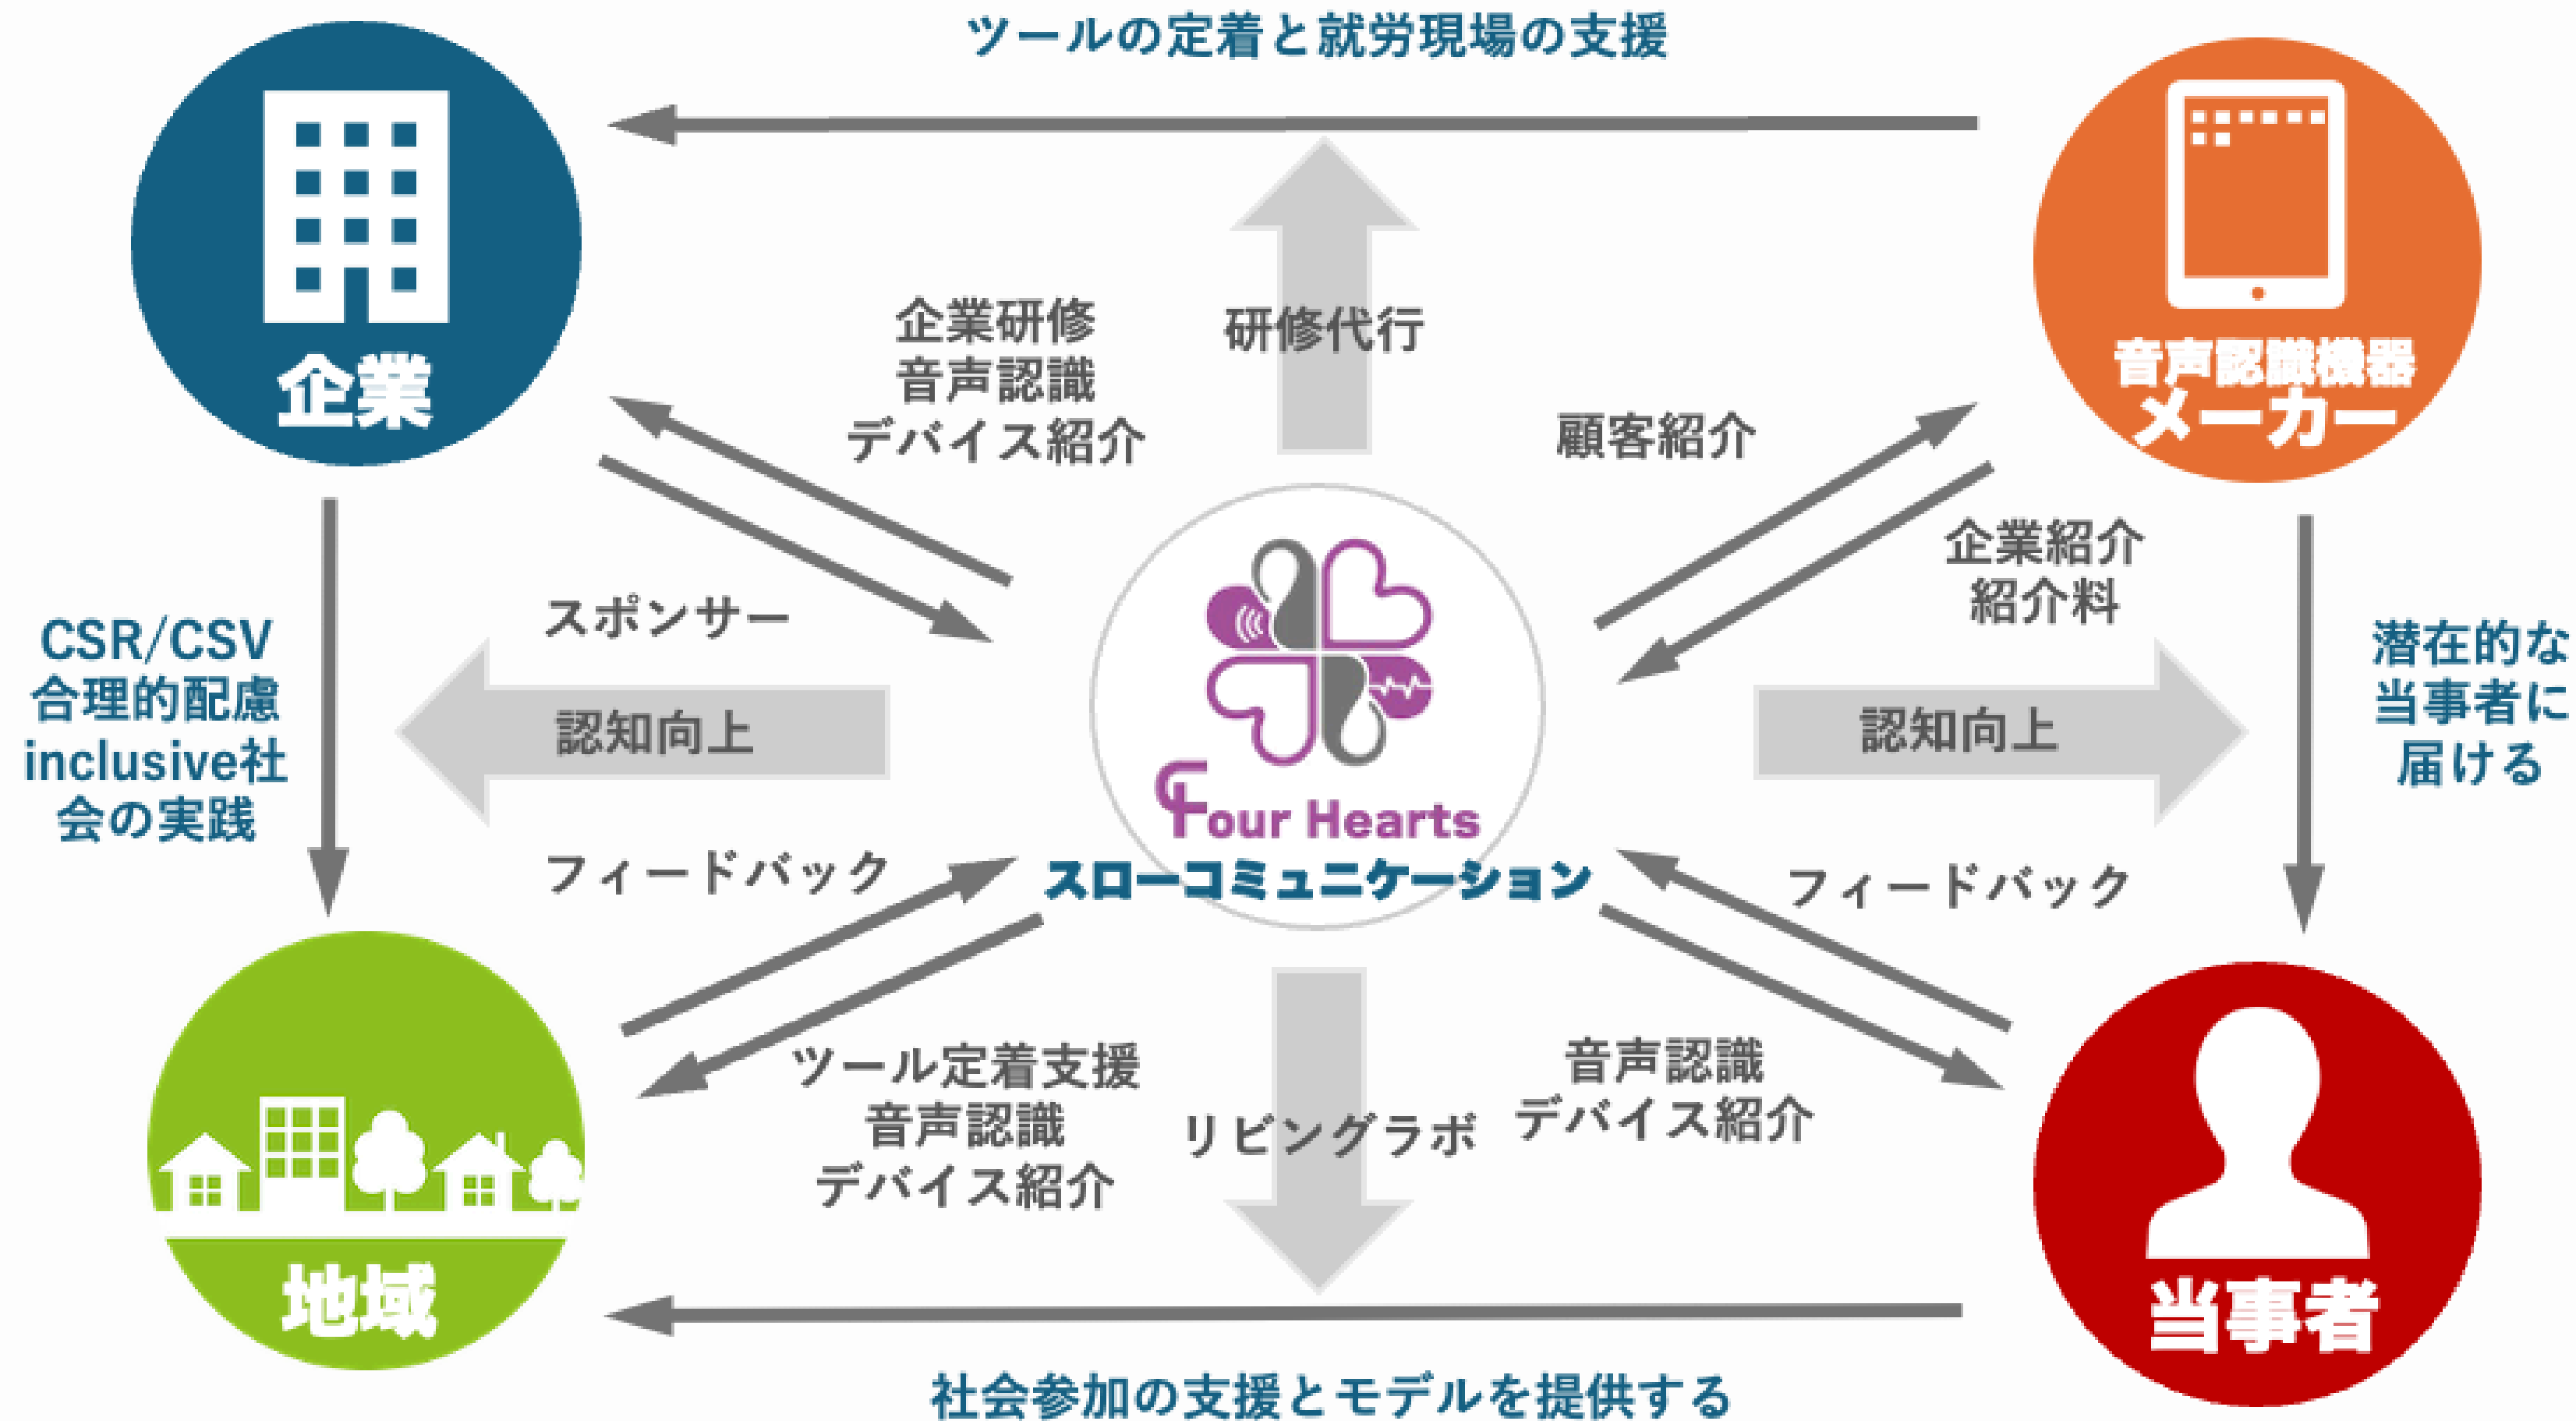 ツールの定着と就労現場の支援
企業
企業研修
音声認識
デバイス紹介
研修代行
顧客紹介
音声認識機器
メーカー
企業紹介
紹介料
スポンサー
CSR/CSV
合理的配慮
inclusive社
会の実践
認知向上
Four Hearts
スローコミュニケーション
認知向上
潜在的な
当事者に
届ける
フィードバック
フィードバック
ツール定着支援
音声認識
デバイス紹介
リビングラボ
音声認識
デバイス紹介
地域
当事者
社会参加の支援とモデルを提供する